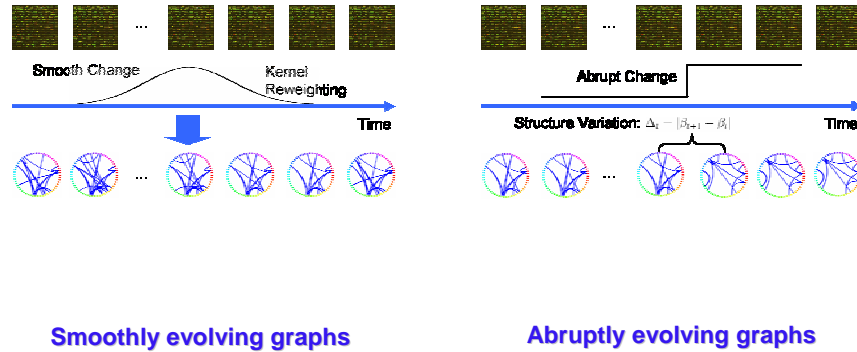 ...
Smooth Change
Kernel
Reweighting
Time
...
Smoothly evolving graphs
...
Abrupt Change
Time
Structure Variation: Δₜ = |βₜ₊₁ − βₜ|
...
Abruptly evolving graphs